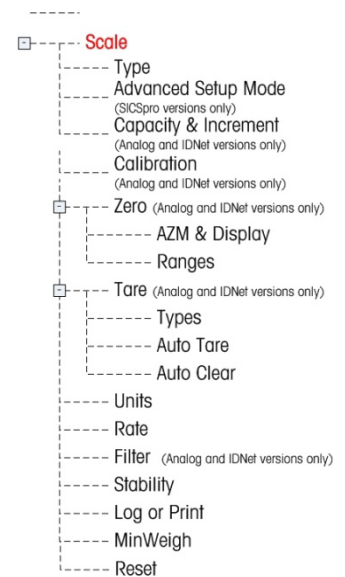 Scale
Type
Advanced Setup Mode
(SICSpro versions only)
Capacity & Increment
(Analog and IDNet versions only)
Calibration
(Analog and IDNet versions only)
Zero (Analog and IDNet versions only)
AZM & Display
Ranges
Tare (Analog and IDNet versions only)
Types
Auto Tare
Auto Clear
Units
Rate
Filter (Analog and IDNet versions only)
Stability
Log or Print
MinWeigh
Reset